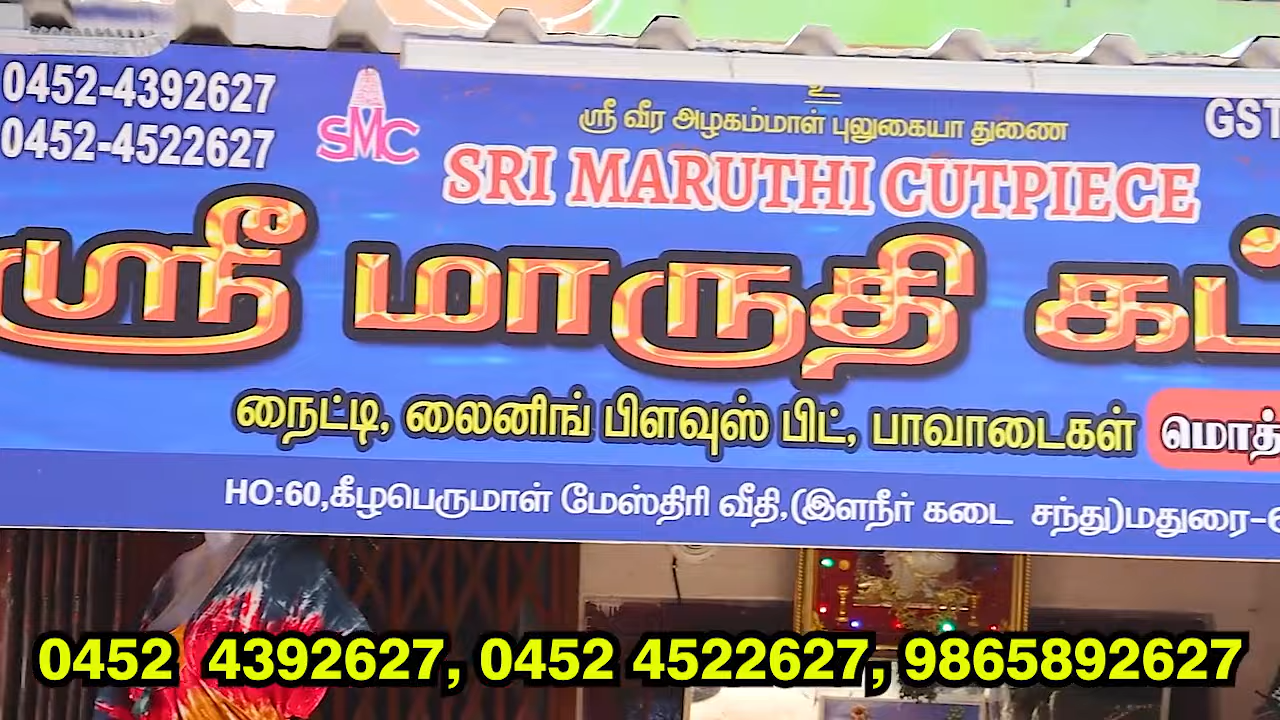 0452-4392627
0452-4522627
SMC
உ
ஸ்ரீ வீர அழகம்மாள் புலுகையா துணை
GST
SRI MARUTHI CUTPIECE
ஸ்ரீ மாருதி கட்
நைட்டி, லைனிங் பிளவுஸ் பிட், பாவாடைகள்
மொத்
HO:60,கீழபெருமாள் மேஸ்திரி வீதி,(இளநீர் கடை சந்து)மதுரை-
0452 4392627, 0452 4522627, 9865892627